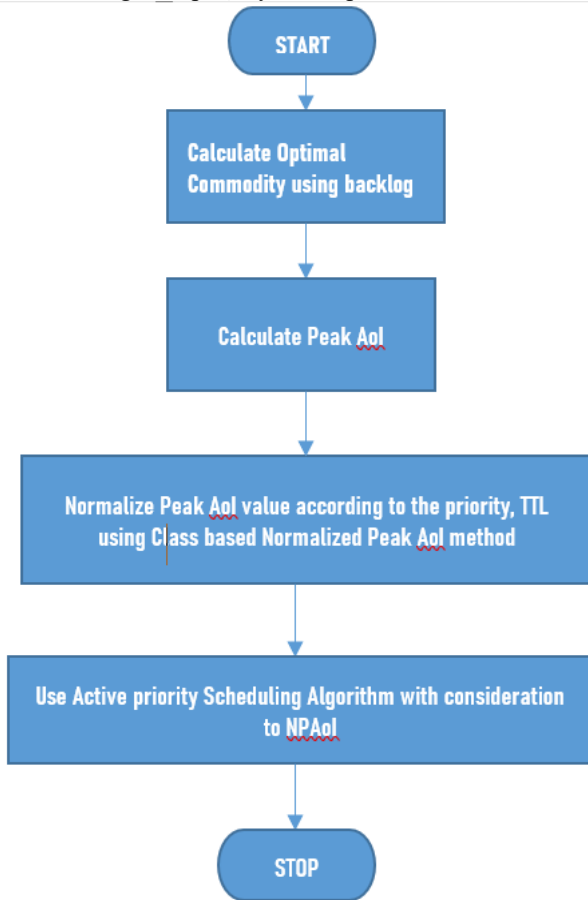 START
Calculate Optimal
Commodity using backlog
Calculate Peak AoI
Normalize Peak AoI value according to the priority, TTL
using Class based Normalized Peak AoI method
Use Active priority Scheduling Algorithm with consideration
to NPAoI
STOP